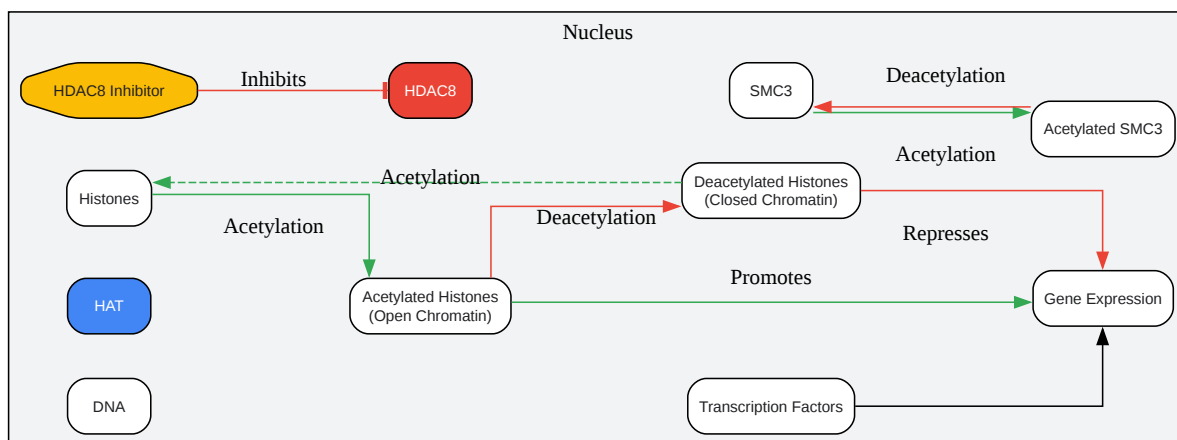 Nucleus
HDAC8 Inhibitor
Inhibits
HDAC8
SMC3
Deacetylation
Acetylated SMC3
Acetylation
Histones
Acetylation
Deacetylated Histones
(Closed Chromatin)
Acetylation
Deacetylation
Represses
HAT
Acetylated Histones
(Open Chromatin)
Promotes
Gene Expression
DNA
Transcription Factors